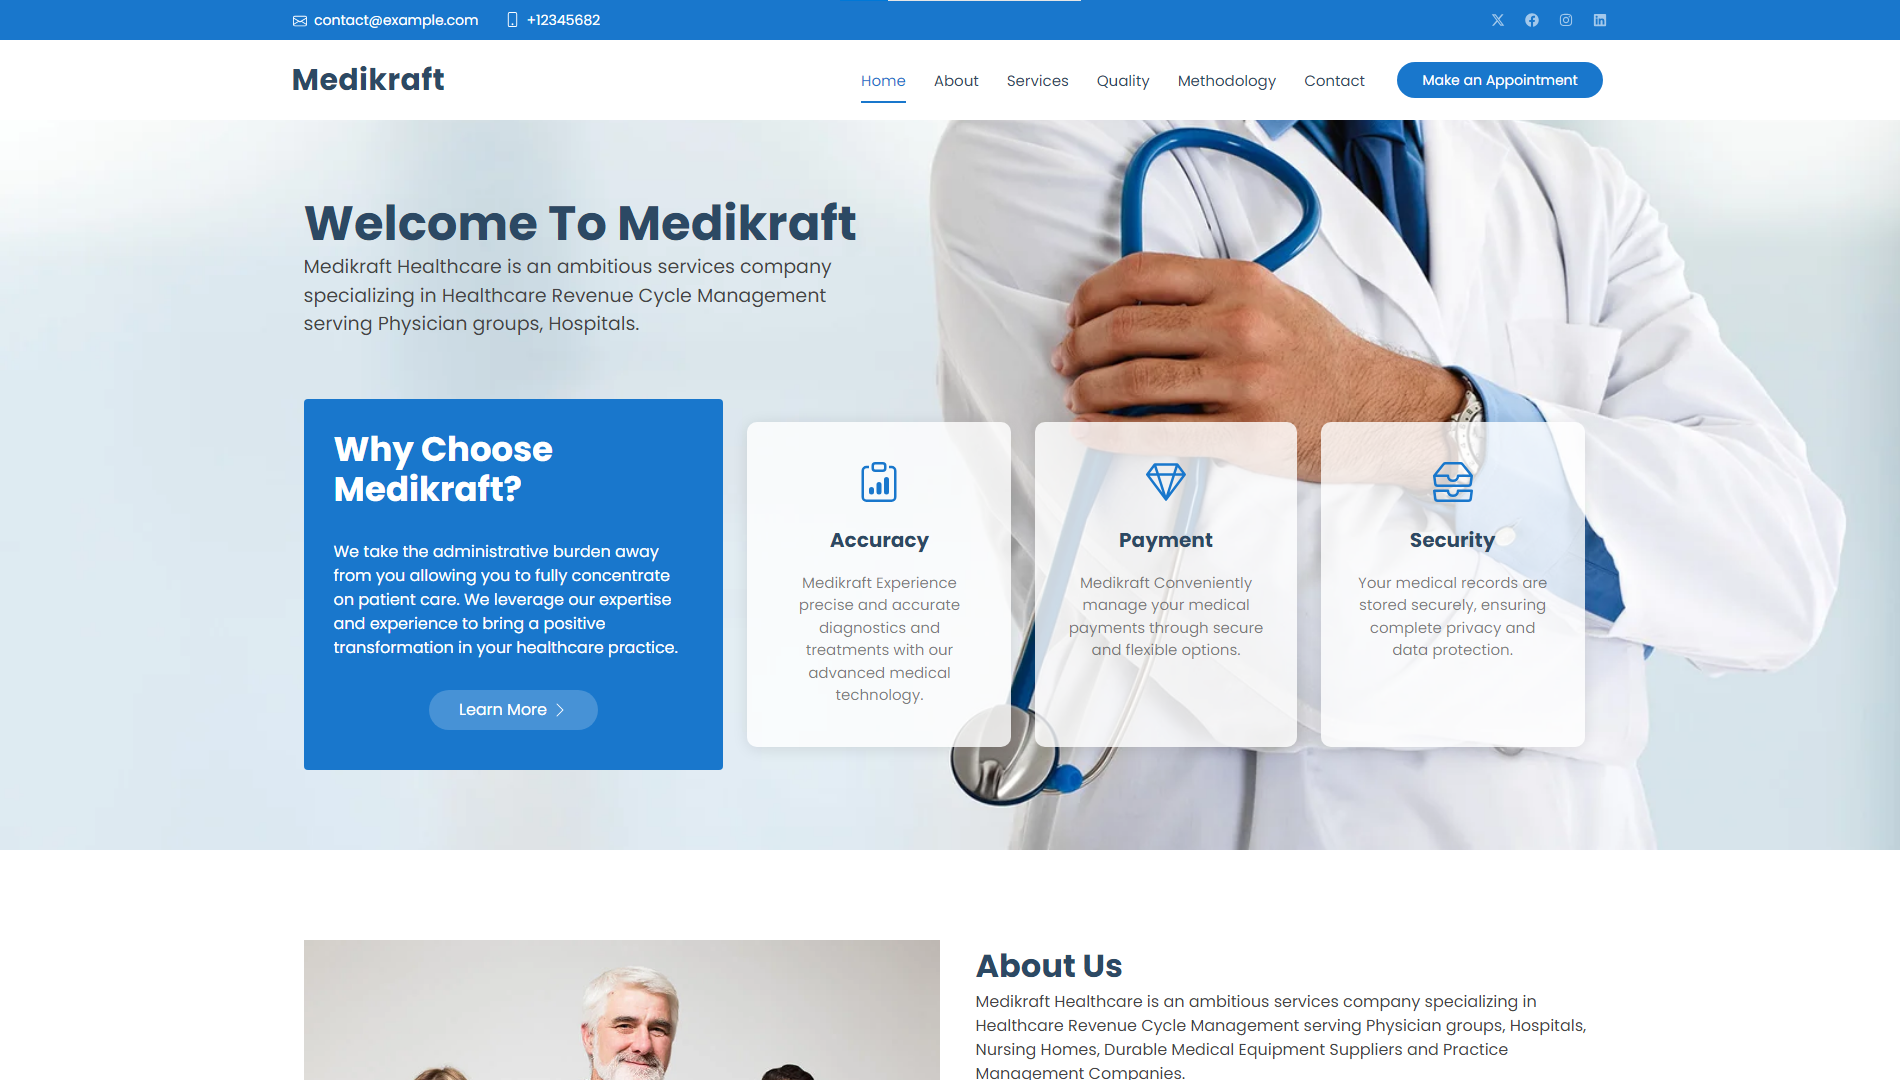 contact@example.com +12345682
Medikraft
Home About Services Quality Methodology Contact Make an Appointment
Welcome To Medikraft
Medikraft Healthcare is an ambitious services company
specializing in Healthcare Revenue Cycle Management
serving Physician groups, Hospitals.
Why Choose
Medikraft?
We take the administrative burden away
from you allowing you to fully concentrate
on patient care. We leverage our expertise
and experience to bring a positive
transformation in your healthcare practice.
Learn More
Accuracy
Medikraft Experience
precise and accurate
diagnostics and
treatments with our
advanced medical
technology.
Payment
Medikraft Conveniently
manage your medical
payments through secure
and flexible options.
Security
Your medical records are
stored securely, ensuring
complete privacy and
data protection.
About Us
Medikraft Healthcare is an ambitious services company specializing in
Healthcare Revenue Cycle Management serving Physician groups, Hospitals,
Nursing Homes, Durable Medical Equipment Suppliers and Practice
Management Companies.